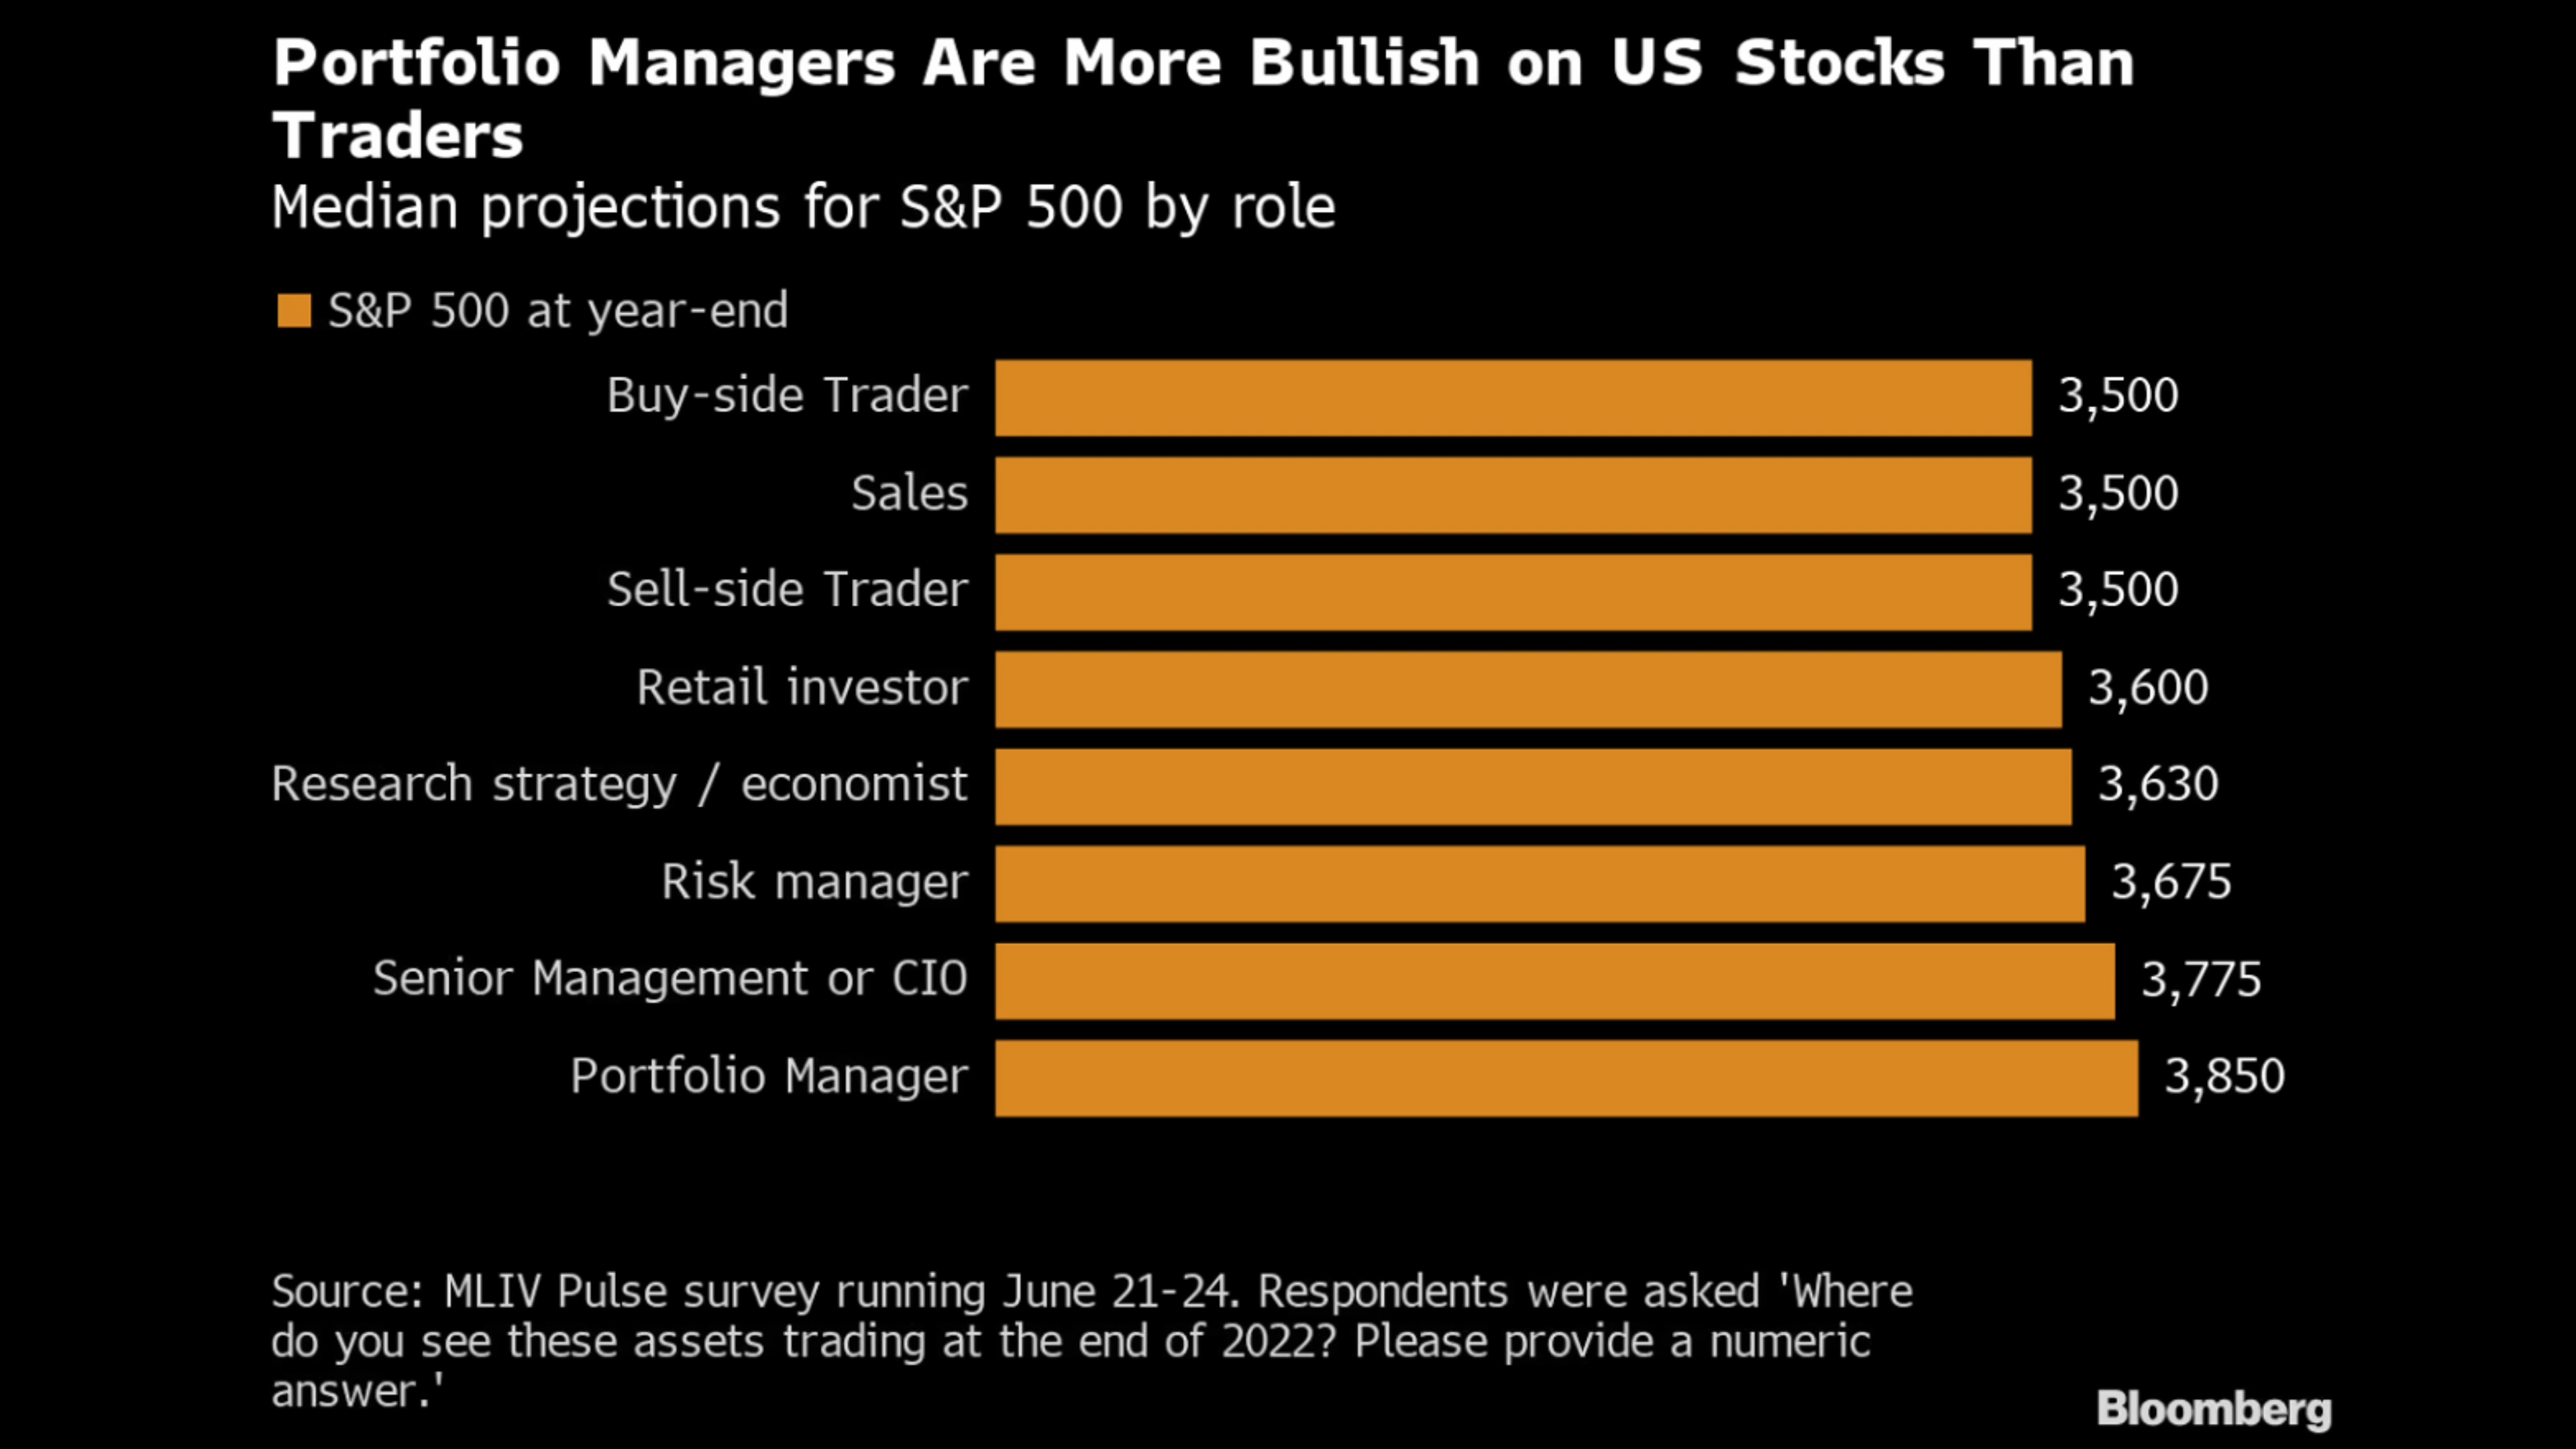 Portfolio Managers Are More Bullish on US Stocks Than
Traders
Median projections for S&P 500 by role
S&P 500 at year-end
Buy-side Trader 3,500
Sales 3,500
Sell-side Trader 3,500
Retail investor 3,600
Research strategy / economist 3,630
Risk manager 3,675
Senior Management or CIO 3,775
Portfolio Manager 3,850
Source: MLIV Pulse survey running June 21-24. Respondents were asked 'Where
do you see these assets trading at the end of 2022? Please provide a numeric
answer.'
Bloomberg